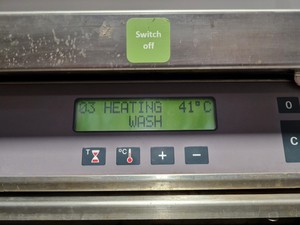 Switch
off
03 HEATING 41°C
WASH
T
°C
+
-
0
C